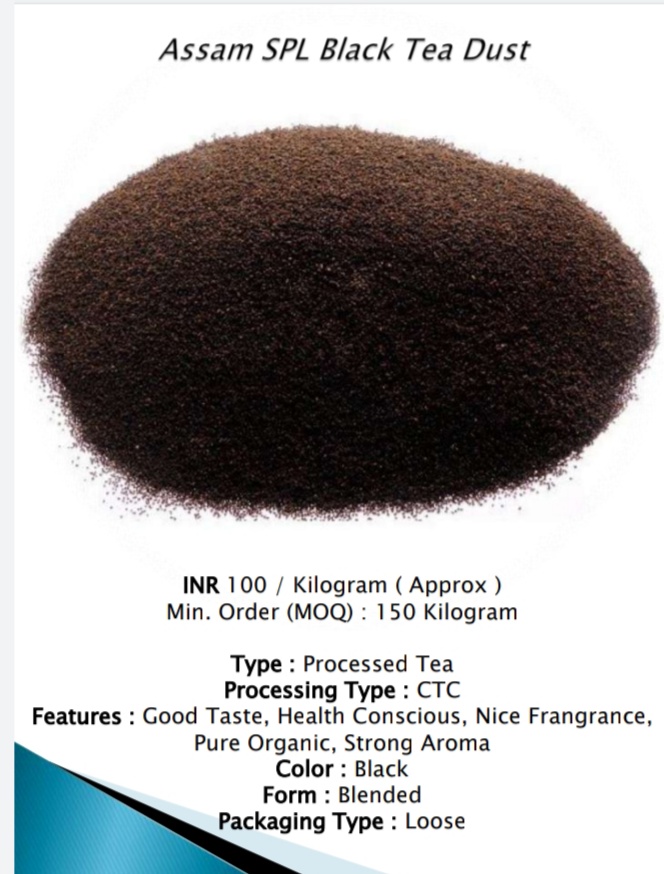 Assam SPL Black Tea Dust
INR 100 / Kilogram ( Approx )
Min. Order (MOQ) : 150 Kilogram
Type : Processed Tea
Processing Type : CTC
Features : Good Taste, Health Conscious, Nice Frangrance,
Pure Organic, Strong Aroma
Color : Black
Form : Blended
Packaging Type : Loose